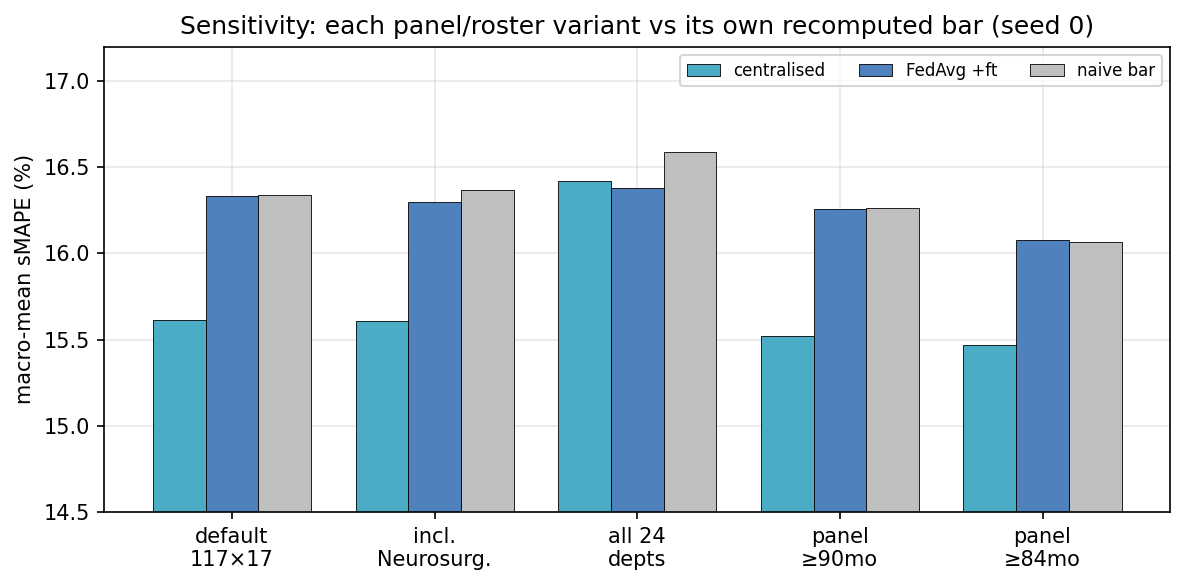 Sensitivity: each panel/roster variant vs its own recomputed bar (seed 0)
centralised
FedAvg +ft
naive bar
macro-mean sMAPE (%)
17.0
16.5
16.0
15.5
15.0
14.5
default
117×17
incl.
Neurosurg.
all 24
depts
panel
≥90mo
panel
≥84mo